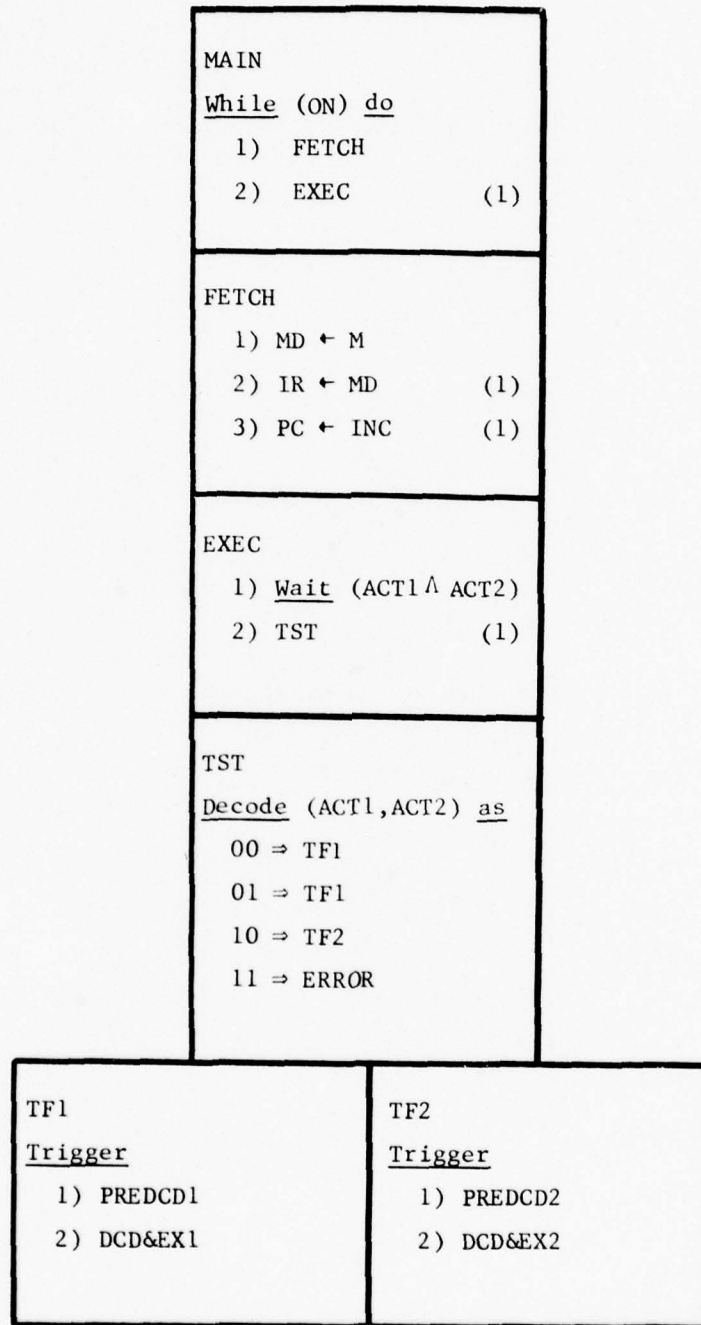 MAIN
While (ON) do
1) FETCH
2) EXEC (1)
FETCH
1) MD ← M
2) IR ← MD (1)
3) PC ← INC (1)
EXEC
1) Wait (ACT1 Λ ACT2)
2) TST (1)
TST
Decode (ACT1,ACT2) as
00 ⇒ TF1
01 ⇒ TF1
10 ⇒ TF2
11 ⇒ ERROR
TF1
Trigger
1) PREDCD1
2) DCD&EX1
TF2
Trigger
1) PREDCD2
2) DCD&EX2